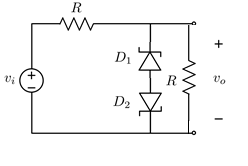 R
+
D₁
vᵢ
+
−
R
vₒ
D₂
−